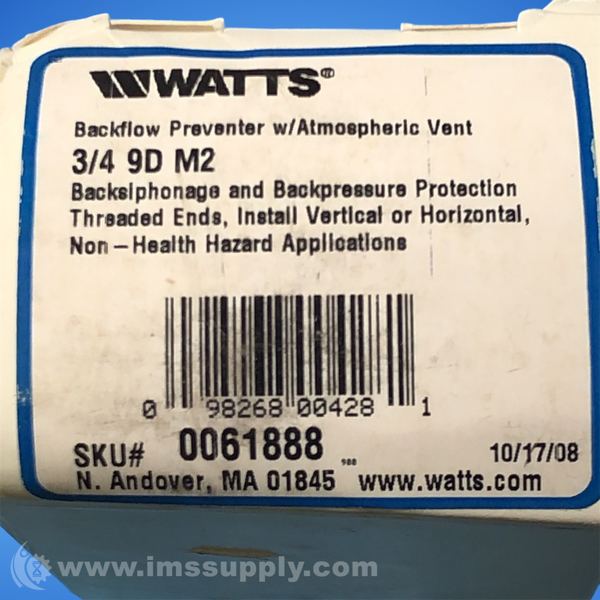 WATTS®
Backflow Preventer w/Atmospheric Vent
3/4 9D M2
Backsiphonage and Backpressure Protection
Threaded Ends, Install Vertical or Horizontal,
Non-Health Hazard Applications
0 98268 00428 1
SKU# 0061888 10/17/08
N. Andover, MA 01845 www.watts.com
www.imssupply.com